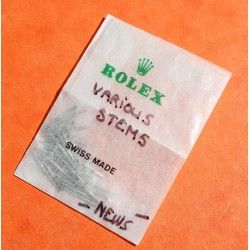 ROLEX
VARIOUS
STEMS
SWISS MADE
- NEWS -